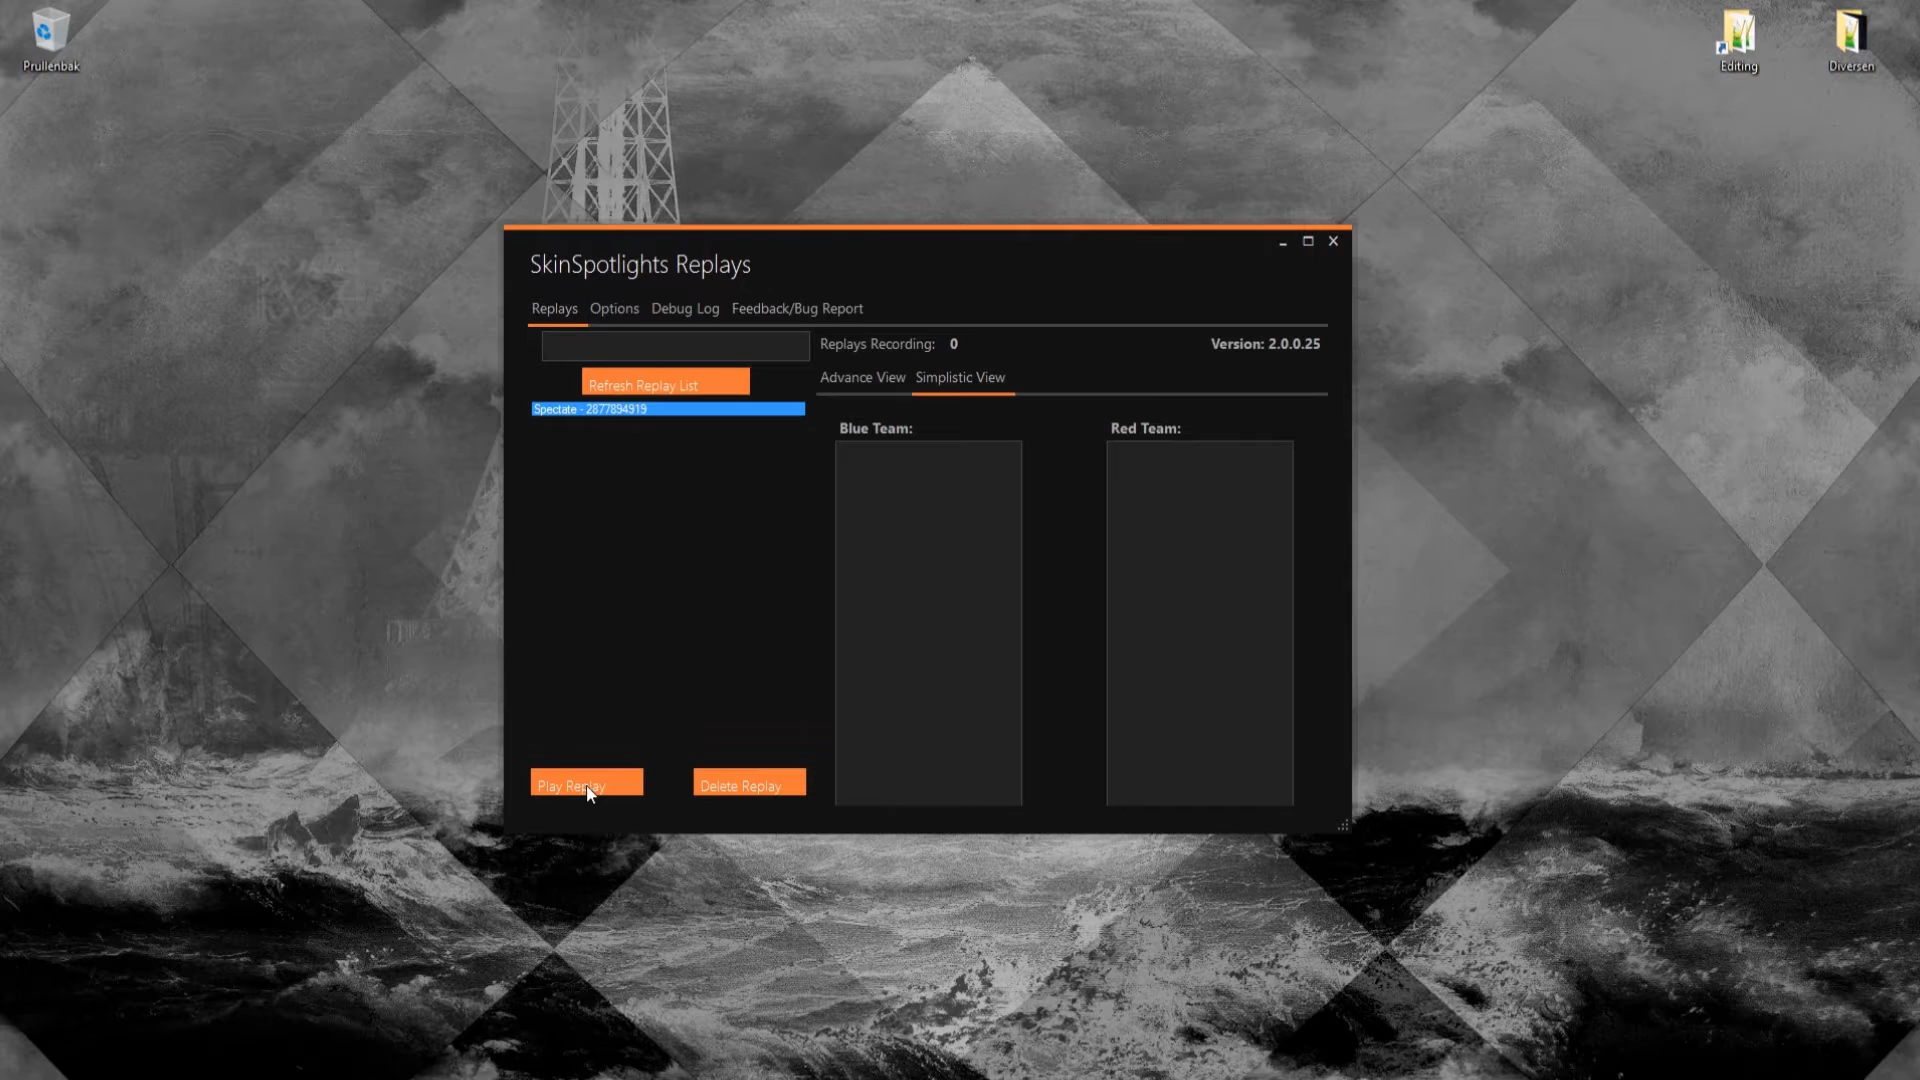 Prullenbak
Editing
Diversen
SkinSpotlights Replays
Replays Options Debug Log Feedback/Bug Report
Replays Recording: 0
Version: 2.0.0.25
Refresh Replay List
Advance View Simplistic View
Spectate - 2877894919
Blue Team:
Red Team:
Play Replay
Delete Replay